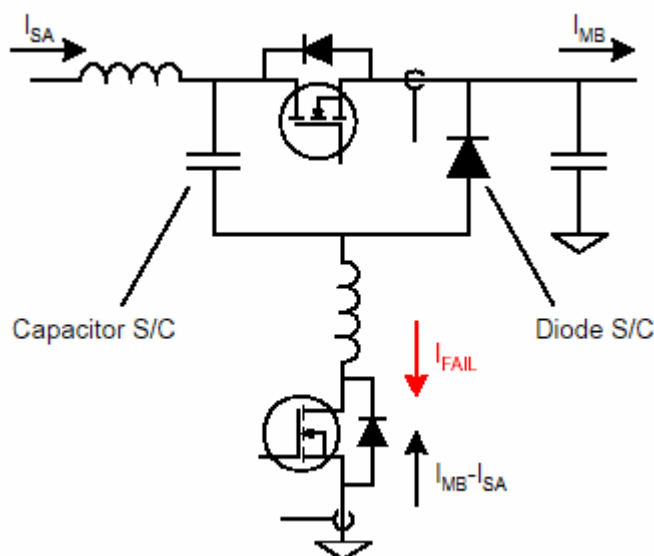 I_SA
I_MB
Capacitor S/C
Diode S/C
I_FAIL
I_MB-I_SA